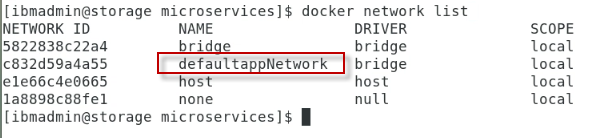 [ibmadmin@storage microservices]$ docker network list
NETWORK ID NAME DRIVER SCOPE
5822838c22a4 bridge bridge local
c832d59a4a55 defaultappNetwork bridge local
e1e66c4e0665 host host local
1a8898c88fe1 none null local
[ibmadmin@storage microservices]$